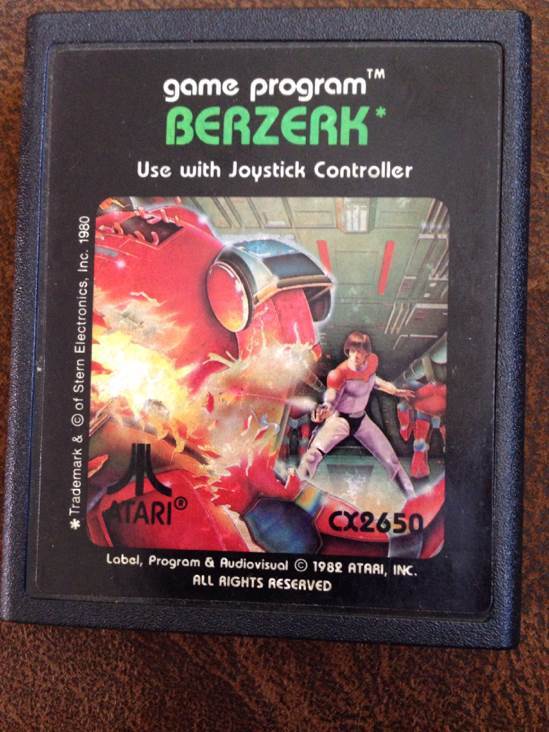 game program™
BERZERK*
Use with Joystick Controller
*Trademark & © of Stern Electronics, Inc. 1980
ATARI®
CX2650
Label, Program & Audiovisual © 1982 ATARI, INC.
ALL RIGHTS RESERVED